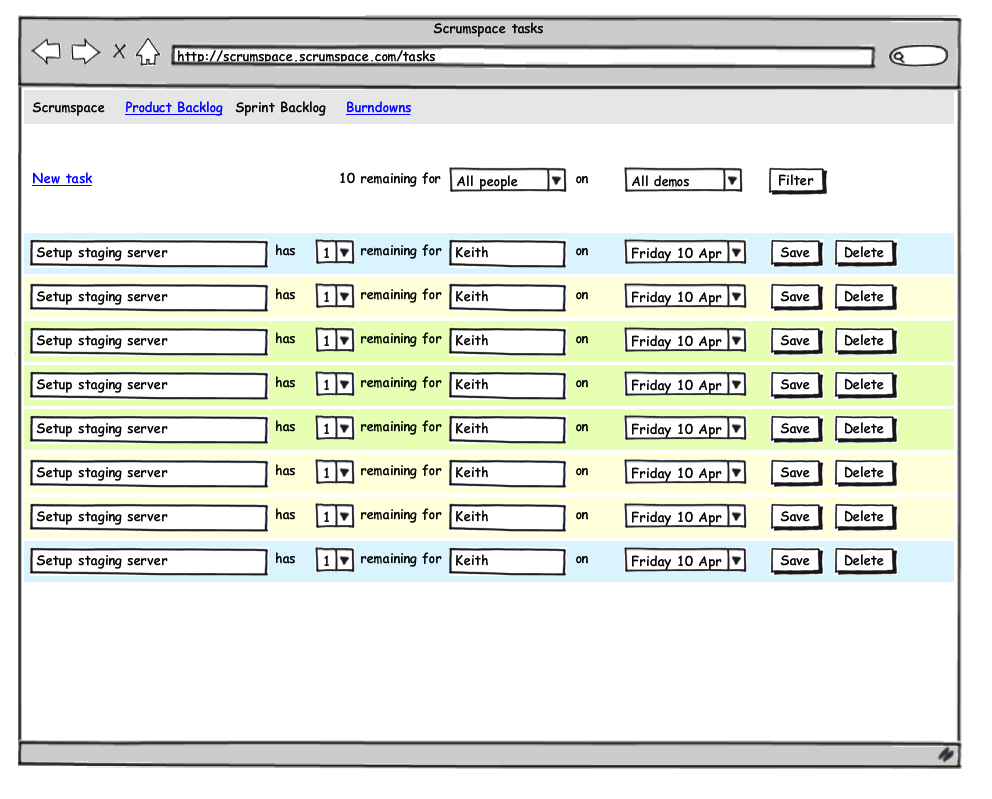 Scrumspace tasks
http://scrumspace.scrumspace.com/tasks
Scrumspace Product Backlog Sprint Backlog Burndowns
New task 10 remaining for All people on All demos Filter
Setup staging server has 1 remaining for Keith on Friday 10 Apr Save Delete
Setup staging server has 1 remaining for Keith on Friday 10 Apr Save Delete
Setup staging server has 1 remaining for Keith on Friday 10 Apr Save Delete
Setup staging server has 1 remaining for Keith on Friday 10 Apr Save Delete
Setup staging server has 1 remaining for Keith on Friday 10 Apr Save Delete
Setup staging server has 1 remaining for Keith on Friday 10 Apr Save Delete
Setup staging server has 1 remaining for Keith on Friday 10 Apr Save Delete
Setup staging server has 1 remaining for Keith on Friday 10 Apr Save Delete